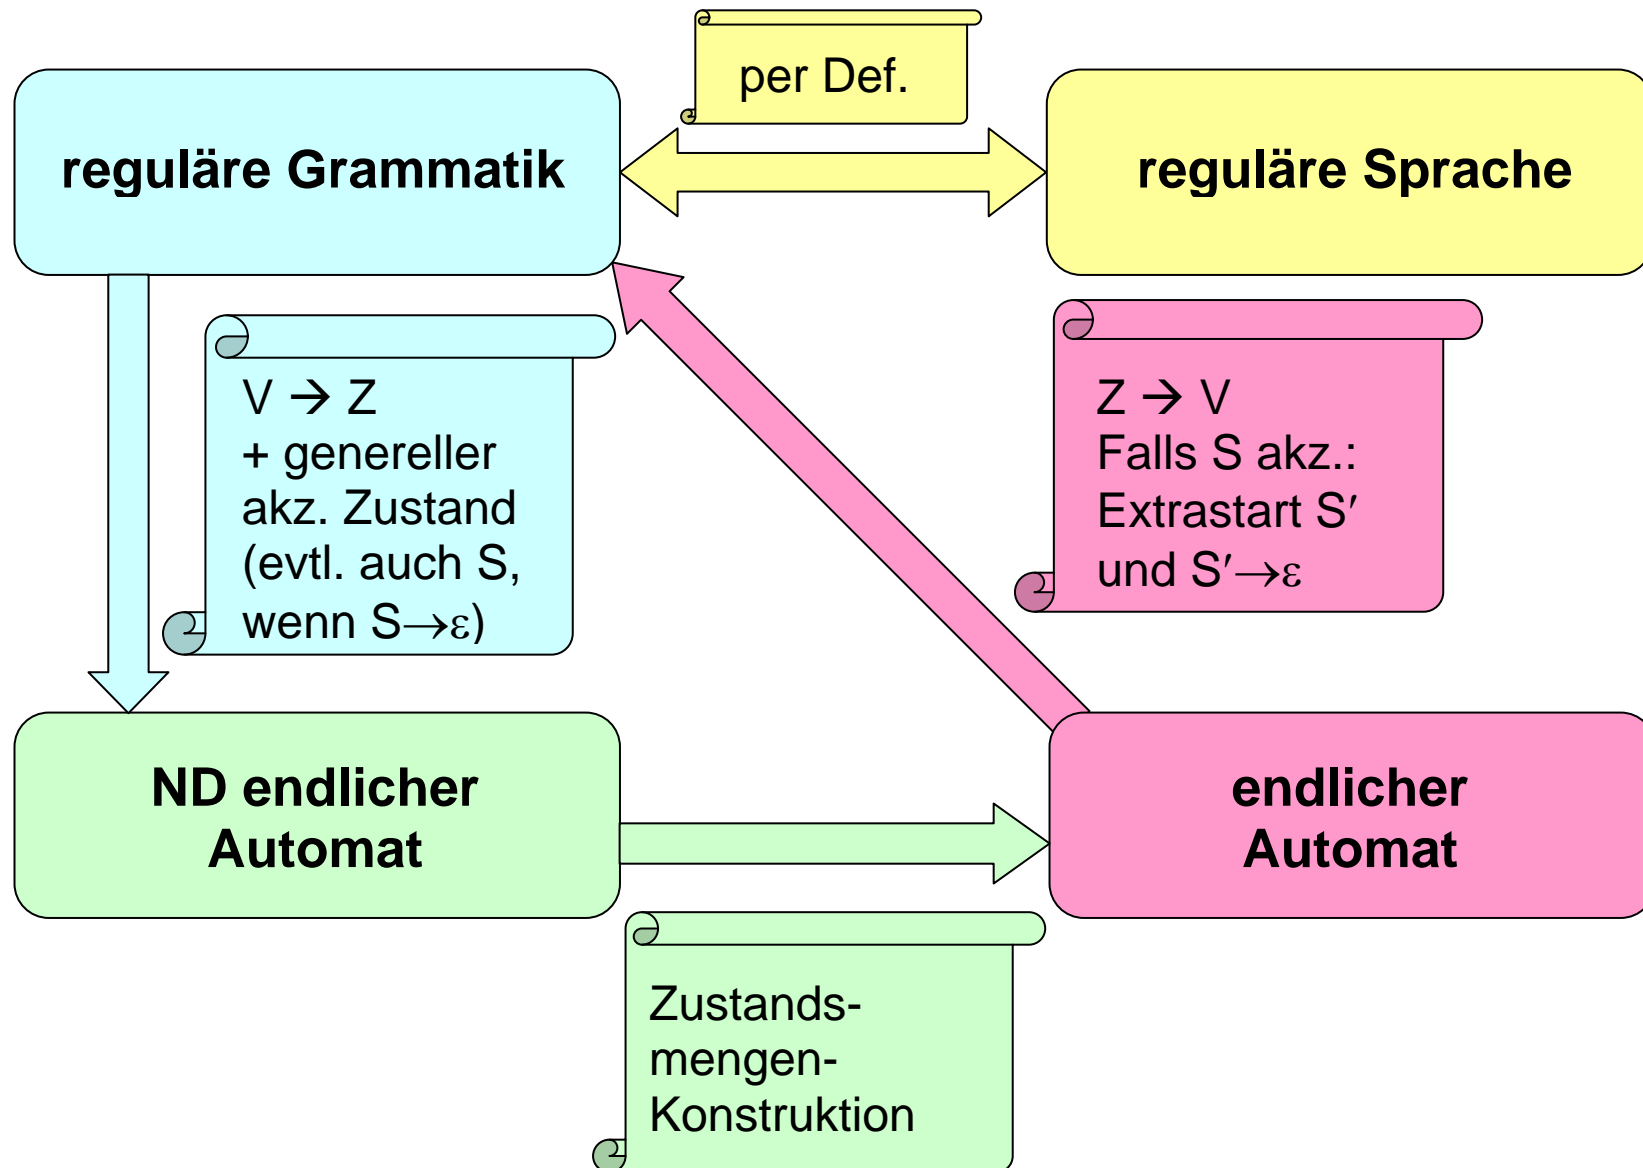 per Def.
reguläre Grammatik
reguläre Sprache
V → Z
+ genereller
akz. Zustand
(evtl. auch S,
wenn S→ε)
Z → V
Falls S akz.:
Extrastart S′
und S′→ε
ND endlicher
Automat
endlicher
Automat
Zustands-
mengen-
Konstruktion